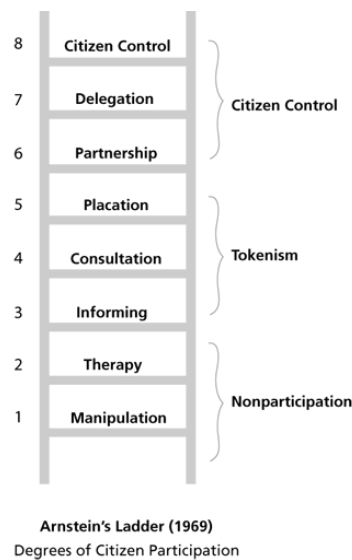 8 Citizen Control
7 Delegation
Citizen Control
6 Partnership
5 Placation
4 Consultation
Tokenism
3 Informing
2 Therapy
Nonparticipation
1 Manipulation
Arnstein's Ladder (1969)
Degrees of Citizen Participation